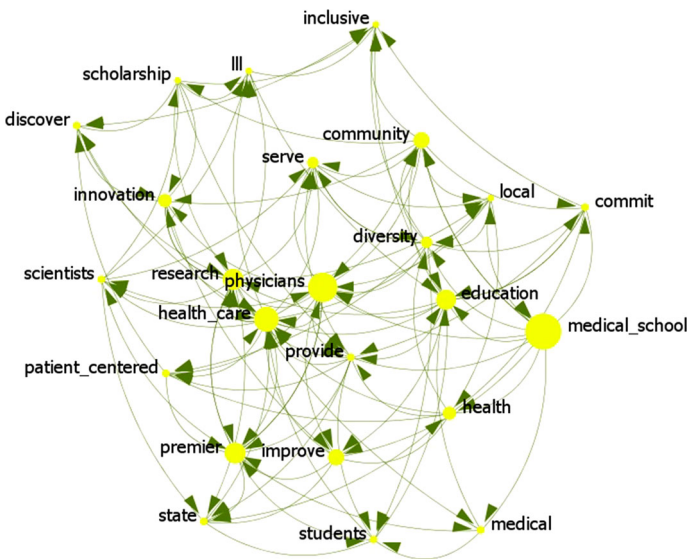 inclusive
Ill
scholarship
discover
community
serve
innovation
local
commit
diversity
scientists
research
physicians
education
health_care
medical_school
provide
patient_centered
health
premier
improve
state
students
medical